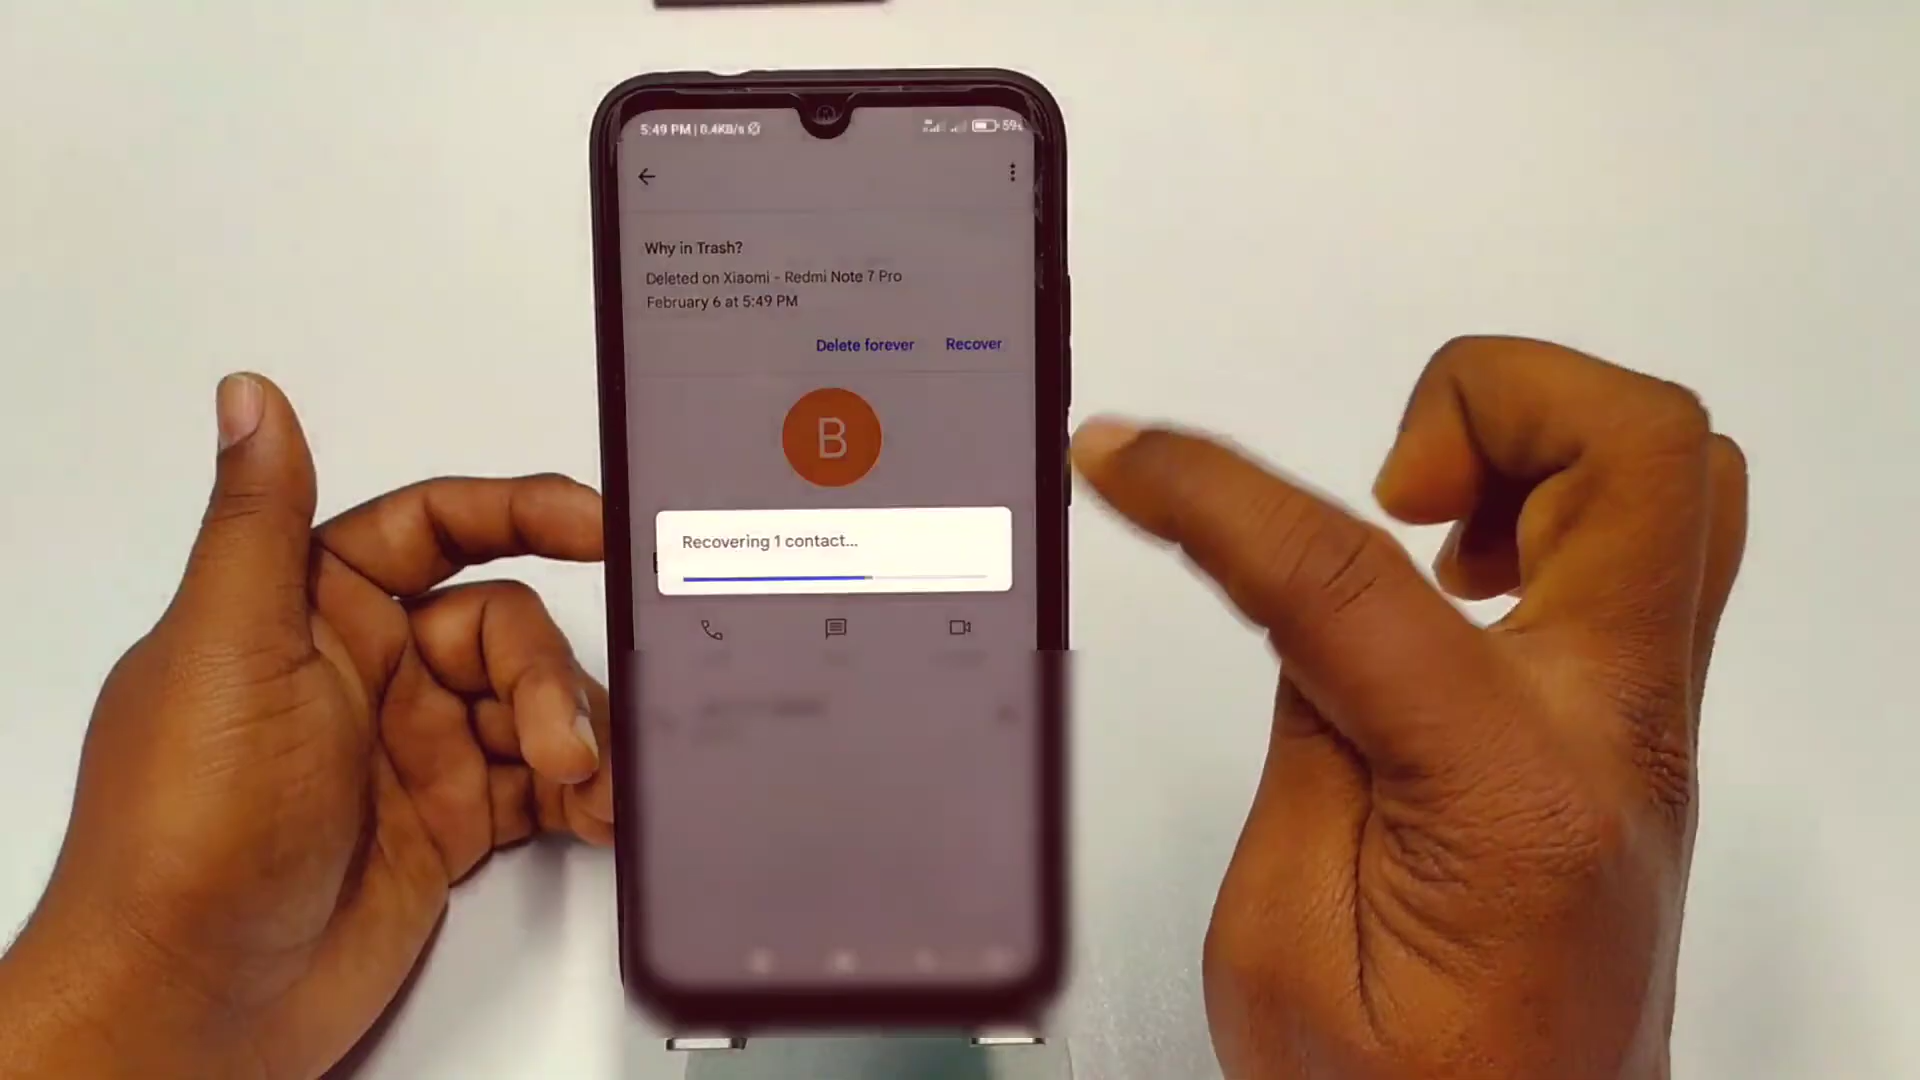 5:49 PM | 0.4KB/s
59%
Why in Trash?
Deleted on Xiaomi - Redmi Note 7 Pro
February 6 at 5:49 PM
Delete forever Recover
B
Recovering 1 contact...